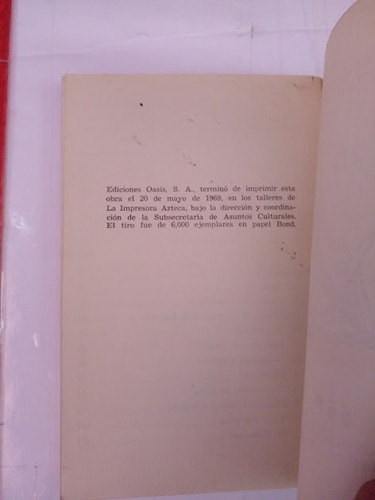 Ediciones Oasis, S. A., terminó de imprimir esta
obra el 20 de mayo de 1969, en los talleres de
La Impresora Azteca, bajo la dirección y coordina-
ción de la Subsecretaría de Asuntos Culturales.
El tiro fue de 6,000 ejemplares en papel Bond.